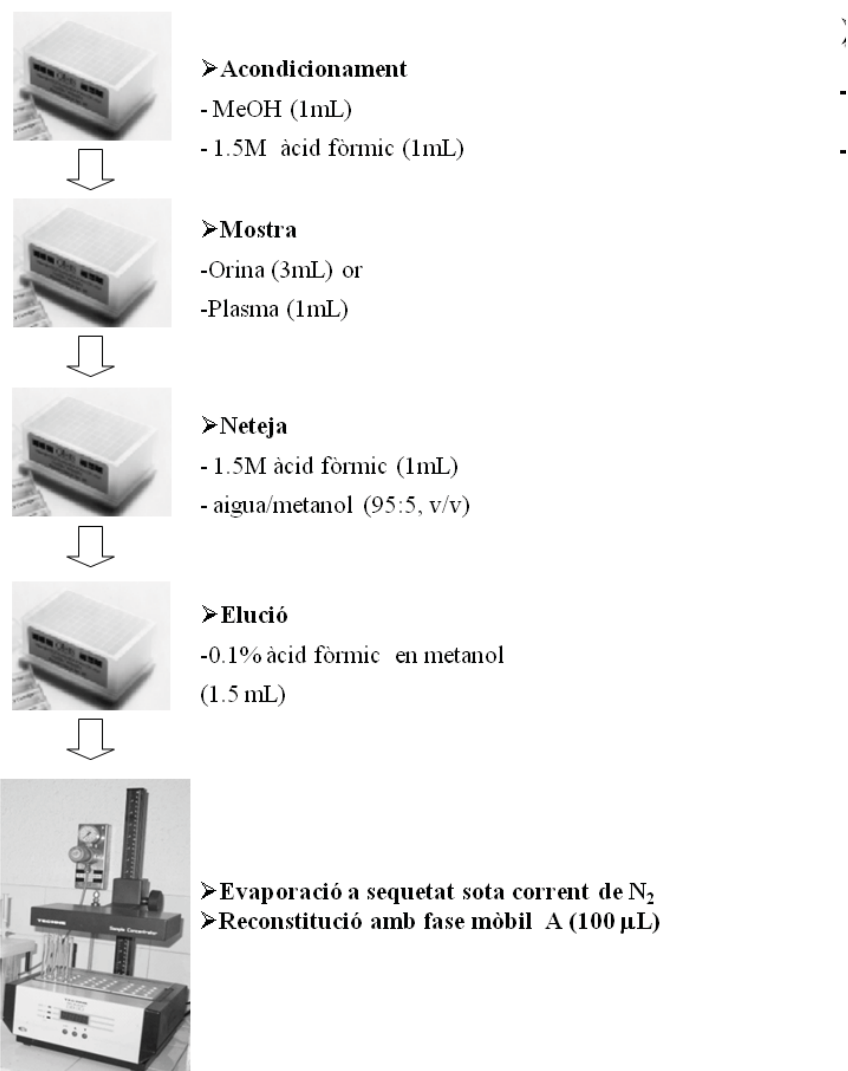 ➢Acondicionament
- MeOH (1mL)
- 1.5M àcid fòrmic (1mL)
➢Mostra
-Orina (3mL) or
-Plasma (1mL)
➢Neteja
- 1.5M àcid fòrmic (1mL)
- aigua/metanol (95:5, v/v)
➢Elució
-0.1% àcid fòrmic en metanol
(1.5 mL)
➢Evaporació a sequetat sota corrent de N₂
➢Reconstitució amb fase mòbil A (100 µL)
Sample Concentrator